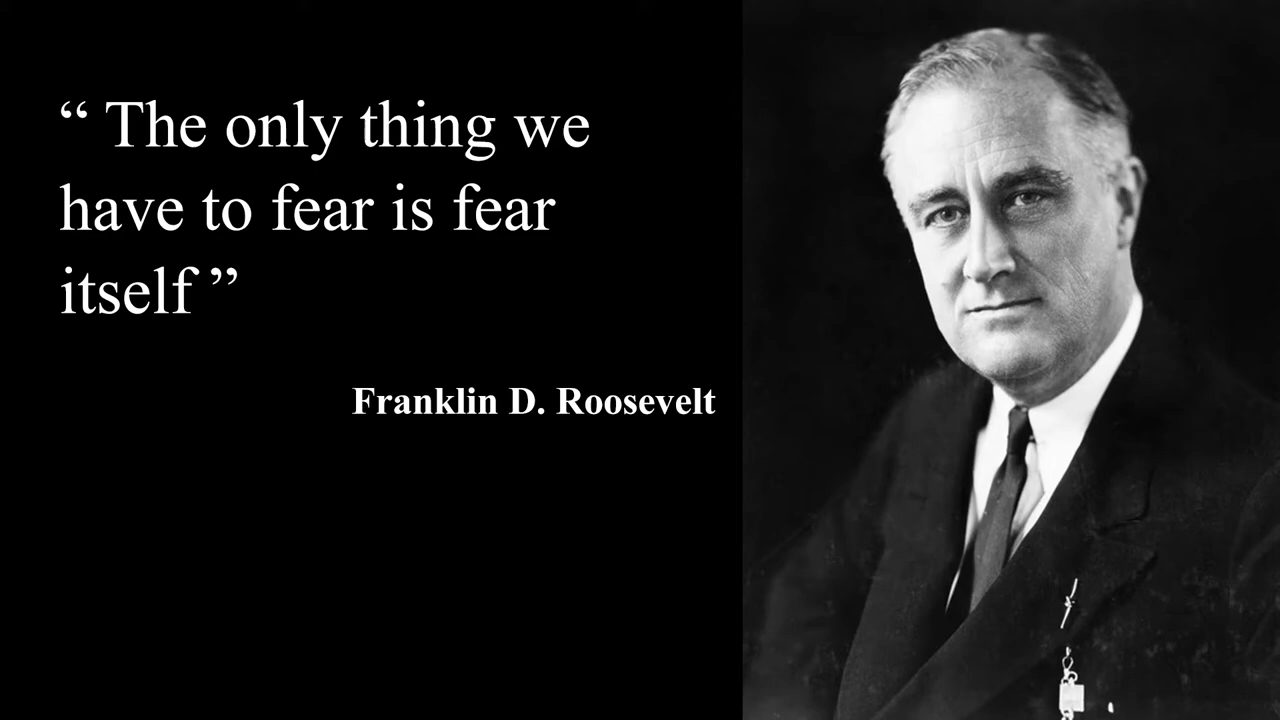 “ The only thing we
have to fear is fear
itself ”
Franklin D. Roosevelt